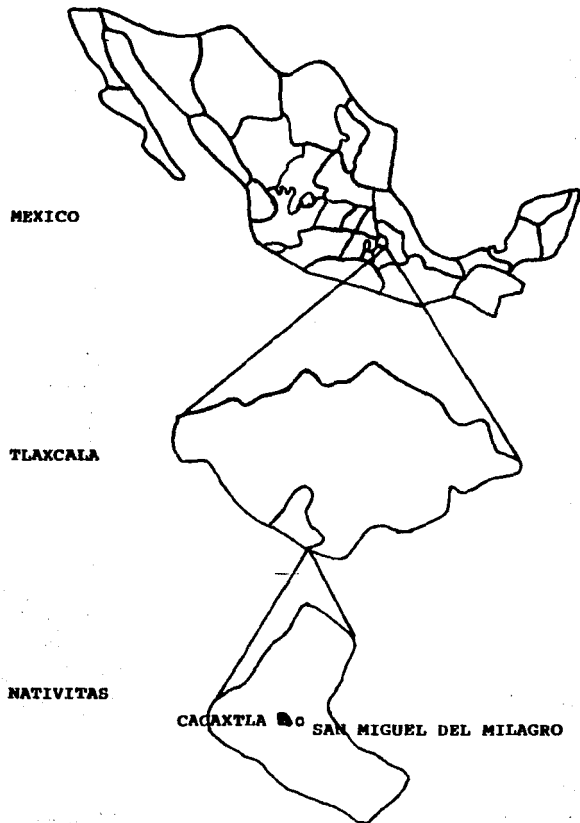 MEXICO
TLAXCALA
NATIVITAS
CACAXTLA
SAN MIGUEL DEL MILAGRO